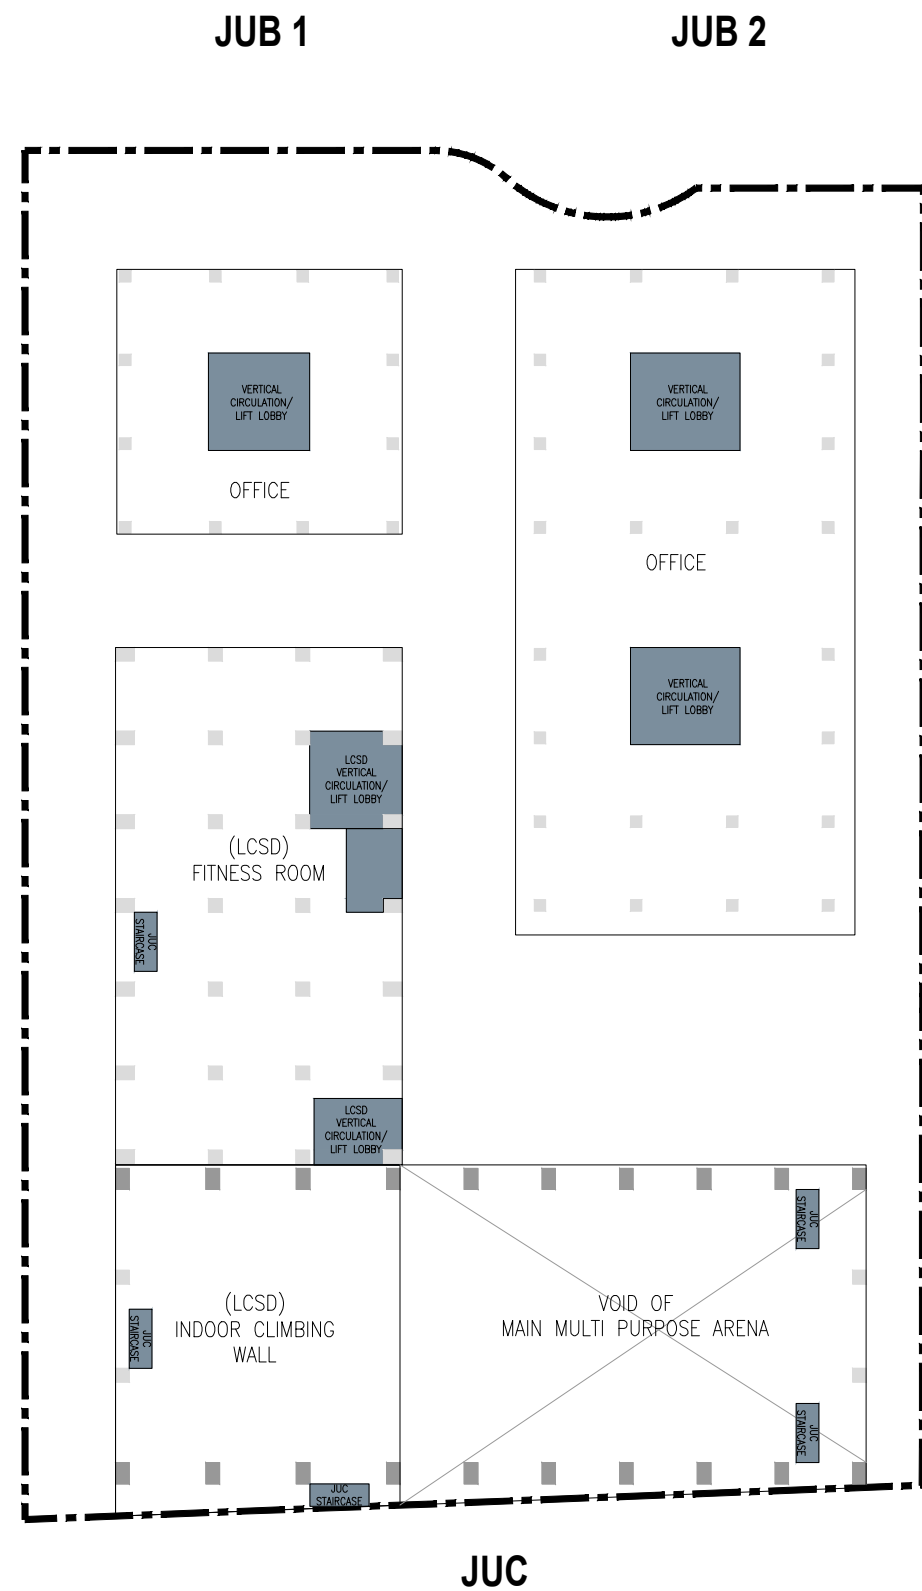 JUB 1
JUB 2
VERTICAL
CIRCULATION/
LIFT LOBBY
OFFICE
VERTICAL
CIRCULATION/
LIFT LOBBY
OFFICE
VERTICAL
CIRCULATION/
LIFT LOBBY
LCSD
VERTICAL
CIRCULATION/
LIFT LOBBY
(LCSD)
FITNESS ROOM
JUC
STAIRCASE
LCSD
VERTICAL
CIRCULATION/
LIFT LOBBY
JUC
STAIRCASE
(LCSD)
INDOOR CLIMBING
WALL
VOID OF
MAIN MULTI PURPOSE ARENA
JUC
STAIRCASE
JUC
STAIRCASE
JUC
STAIRCASE
JUC